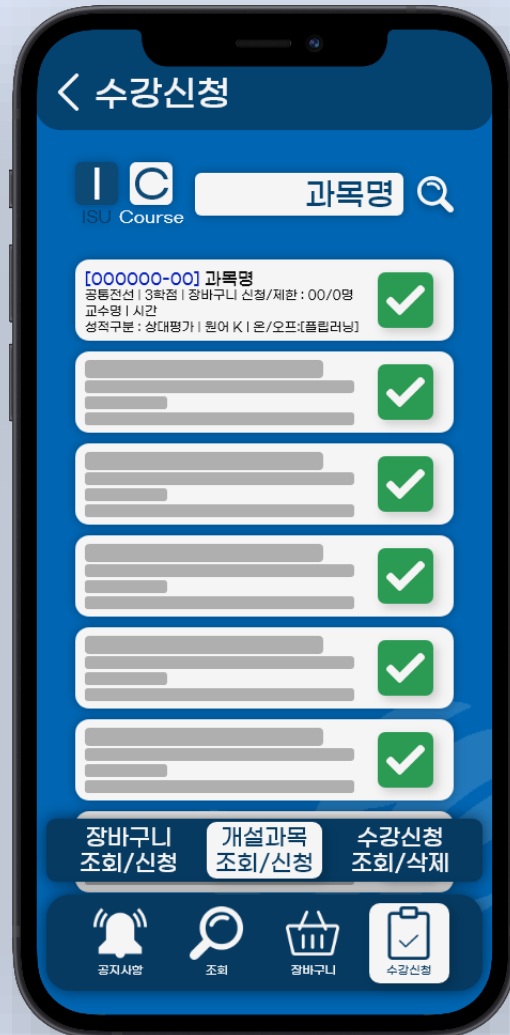 수강신청
I C
ISU Course
과목명
[000000-00] 과목명
공통전선 | 3학점 | 장바구니 신청/제한 : 00/0명
교수명 | 시간
성적구분 : 상대평가 | 원어 K | 온/오프:[플립러닝]
장바구니
조회/신청
개설과목
조회/신청
수강신청
조회/삭제
공지사항
조회
장바구니
수강신청